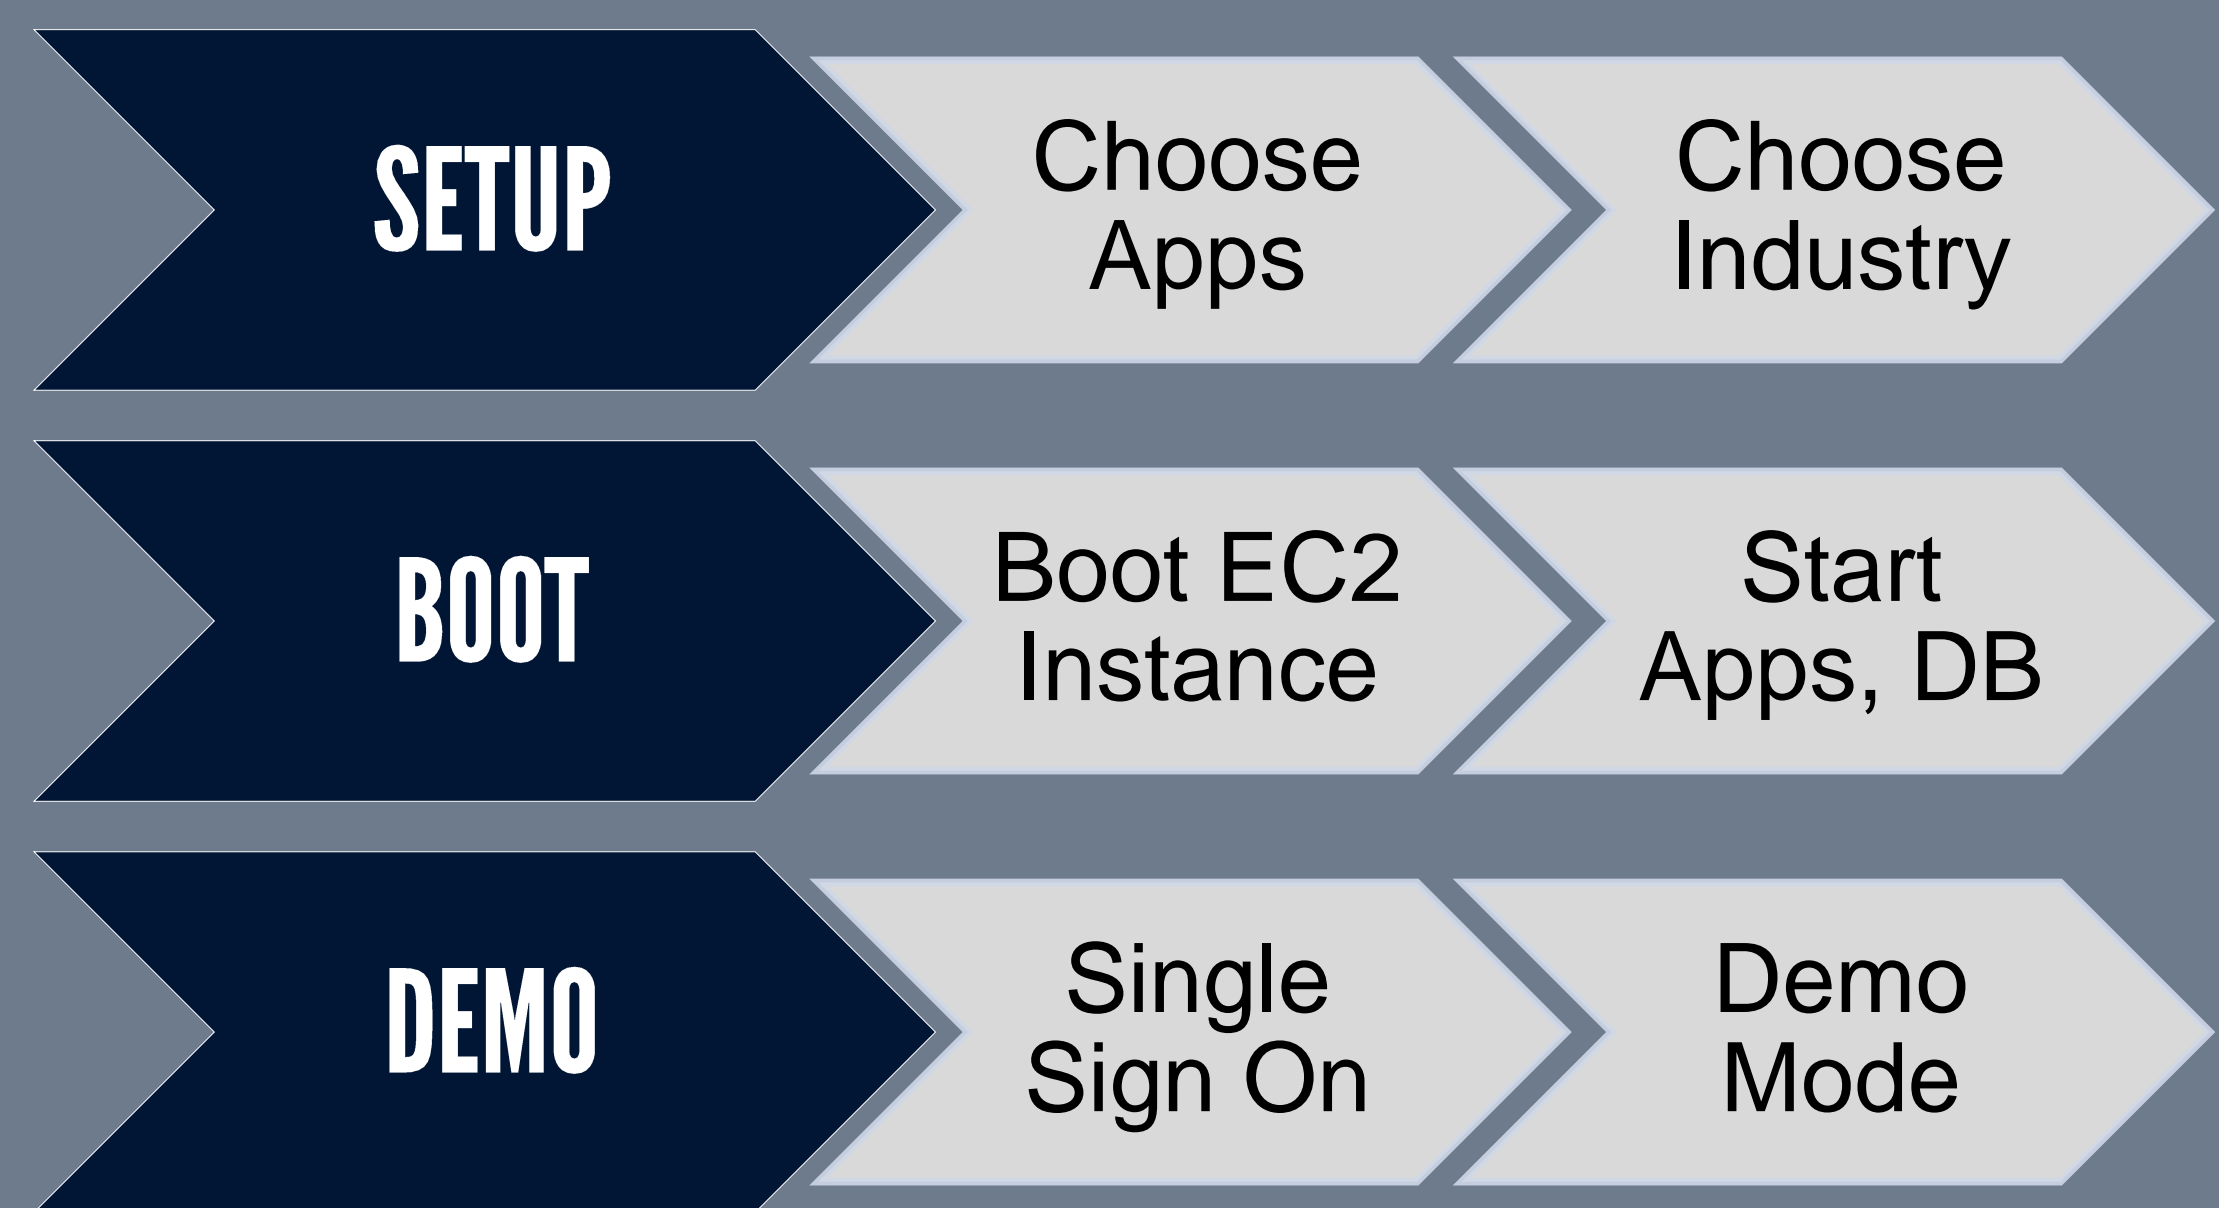 SETUP
Choose
Apps
Choose
Industry
BOOT
Boot EC2
Instance
Start
Apps, DB
DEMO
Single
Sign On
Demo
Mode